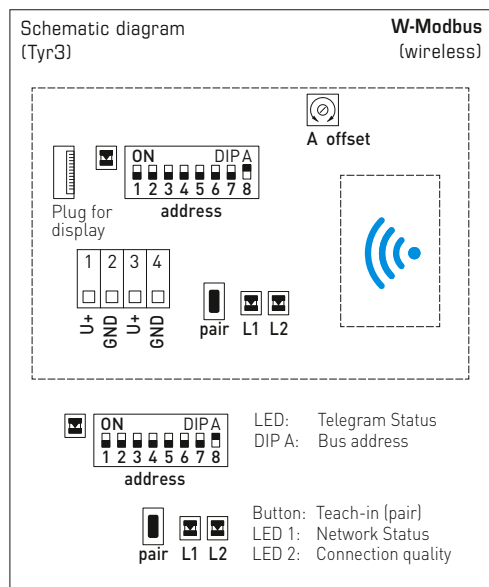 Schematic diagram
(Tyr3)
W-Modbus
(wireless)
A offset
ON DIP A
1 2 3 4 5 6 7 8
address
Plug for
display
1 2 3 4
U+ GND U+ GND
pair L1 L2
ON DIP A
1 2 3 4 5 6 7 8
address
LED: Telegram Status
DIP A: Bus address
pair L1 L2
Button: Teach-in (pair)
LED 1: Network Status
LED 2: Connection quality